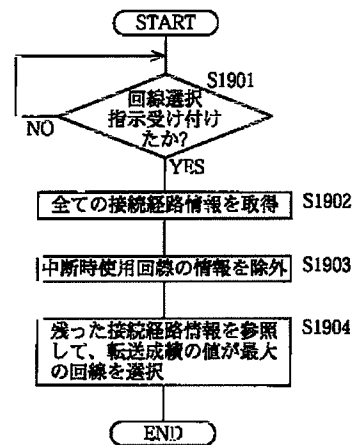 START
S1901
回線選択
指示受け付け
たか?
NO
YES
全ての接続経路情報を取得
S1902
中断時使用回線の情報を除外
S1903
残った接続経路情報を参照
して、転送成績の値が最大
の回線を選択
S1904
END